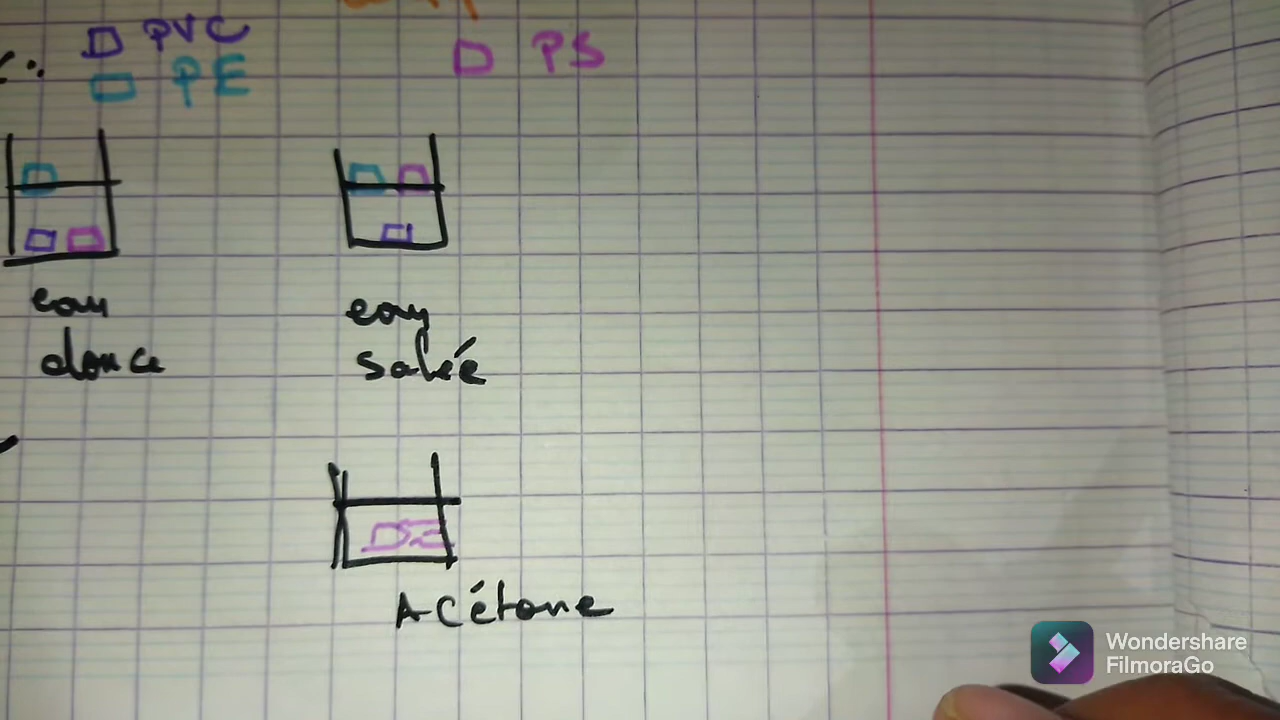 PVC
PE
PS
eau
douce
eau
salée
Acétone
Wondershare
FilmoraGo